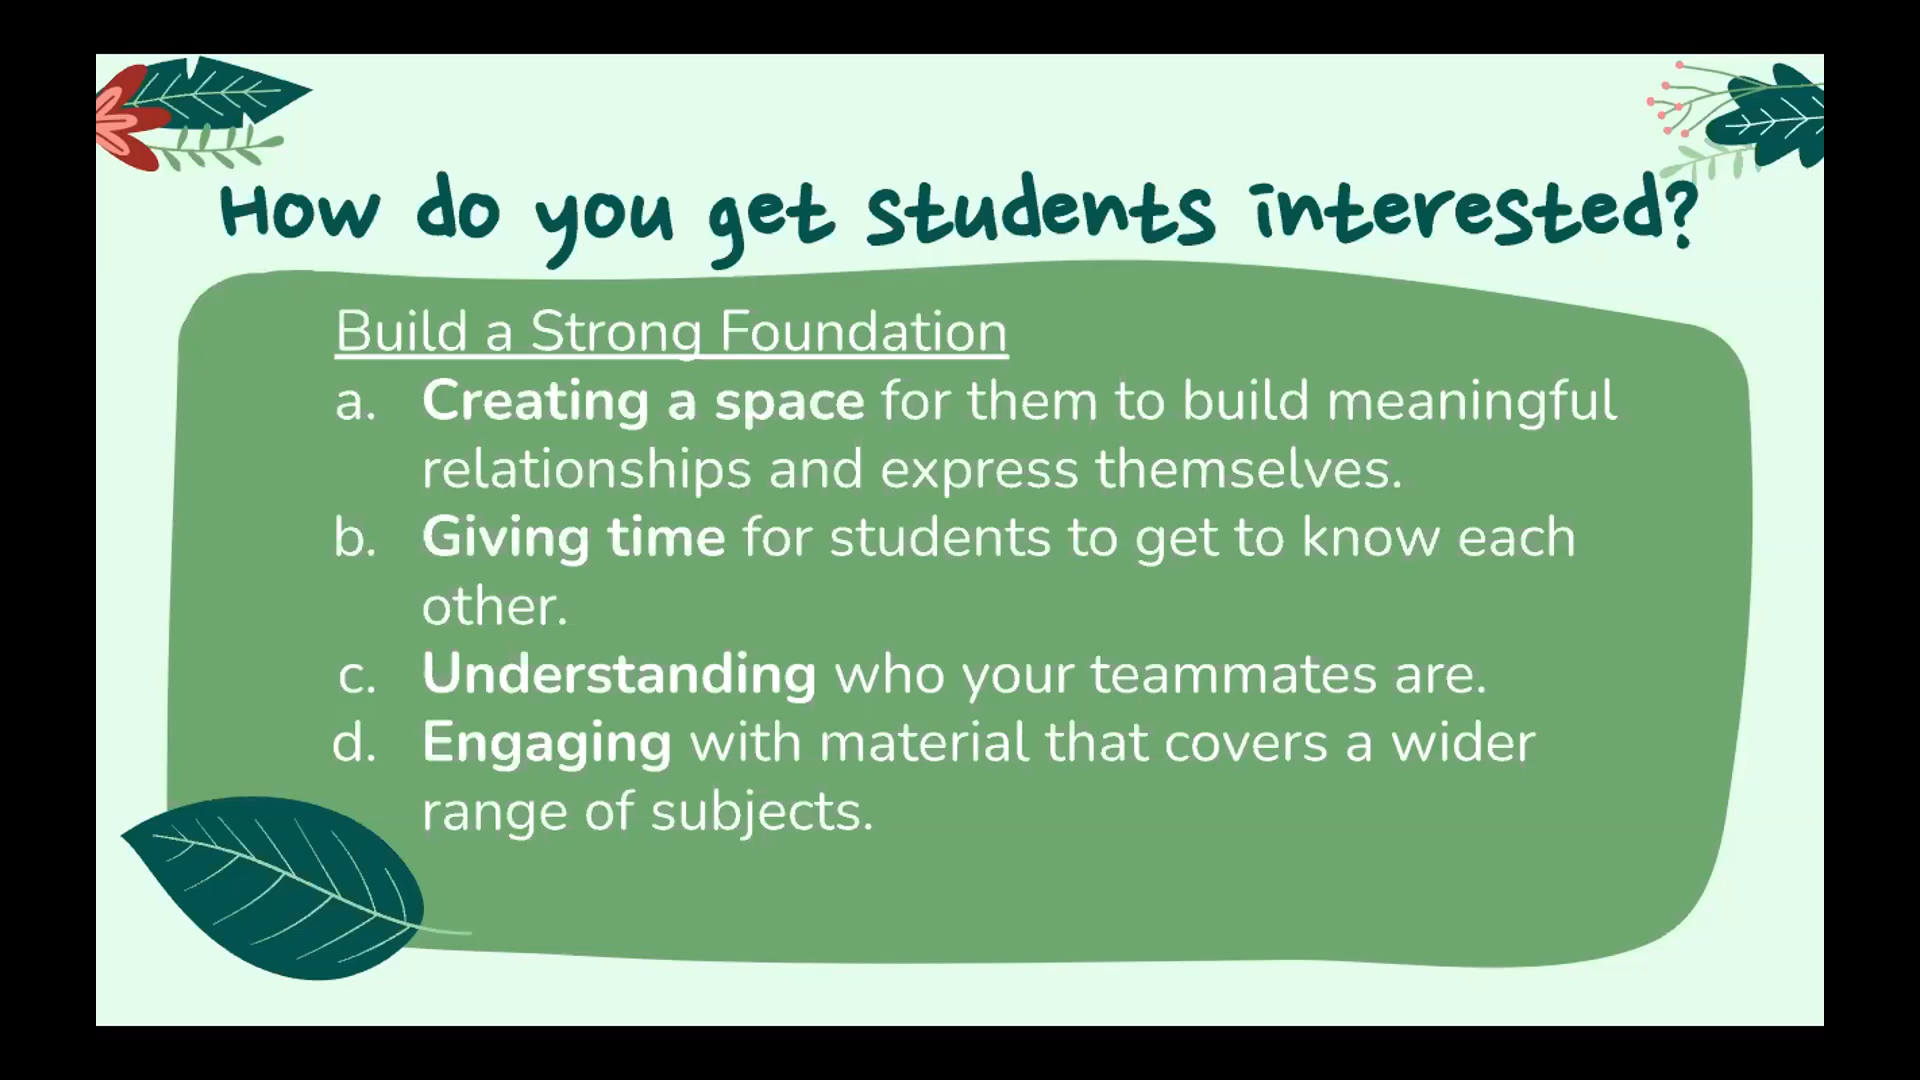 How do you get students interested?
Build a Strong Foundation
a. Creating a space for them to build meaningful
relationships and express themselves.
b. Giving time for students to get to know each
other.
c. Understanding who your teammates are.
d. Engaging with material that covers a wider
range of subjects.